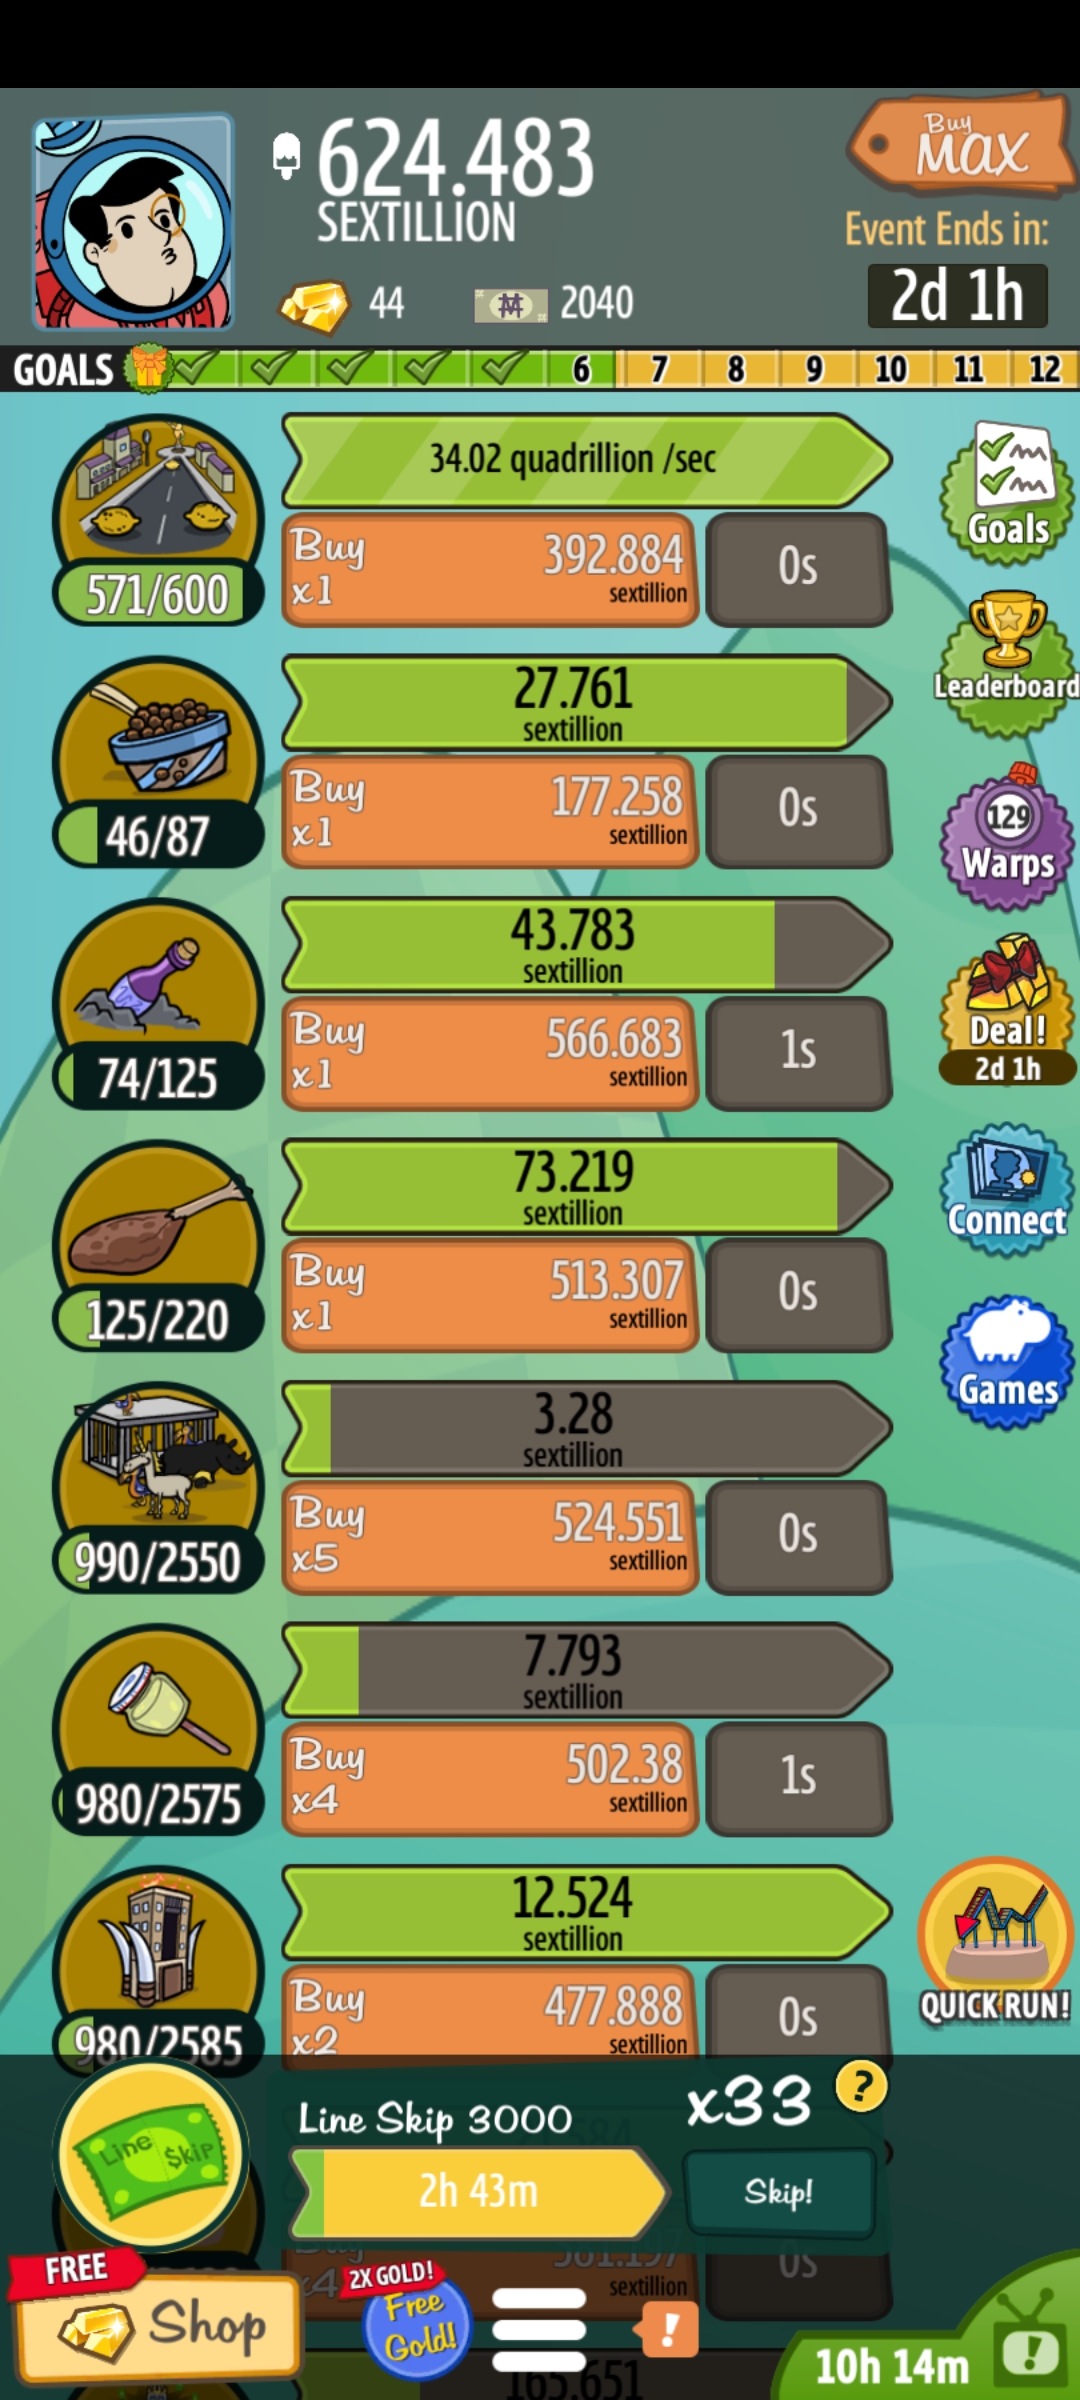 624.483
SEXTILLION
Buy
MAX
Event Ends in:
2d 1h
44
2040
GOALS 6 7 8 9 10 11 12
34.02 quadrillion /sec
Buy
x1
392.884
sextillion
0s
571/600
Goals
27.761
sextillion
Buy
x1
177.258
sextillion
0s
46/87
Leaderboard
43.783
sextillion
Buy
x1
566.683
sextillion
1s
74/125
129
Warps
Deal!
2d 1h
73.219
sextillion
Buy
x1
513.307
sextillion
0s
125/220
Connect
3.28
sextillion
Buy
x5
524.551
sextillion
0s
990/2550
Games
7.793
sextillion
Buy
x4
502.38
sextillion
1s
980/2575
12.524
sextillion
Buy
x2
477.888
sextillion
0s
980/2585
QUICK RUN!
Line Skip
Line Skip 3000
x33
?
2h 43m
Skip!
Buy
x4
sextillion
0s
FREE
Shop
2X GOLD!
Free
Gold!
!
165.651
10h 14m
!